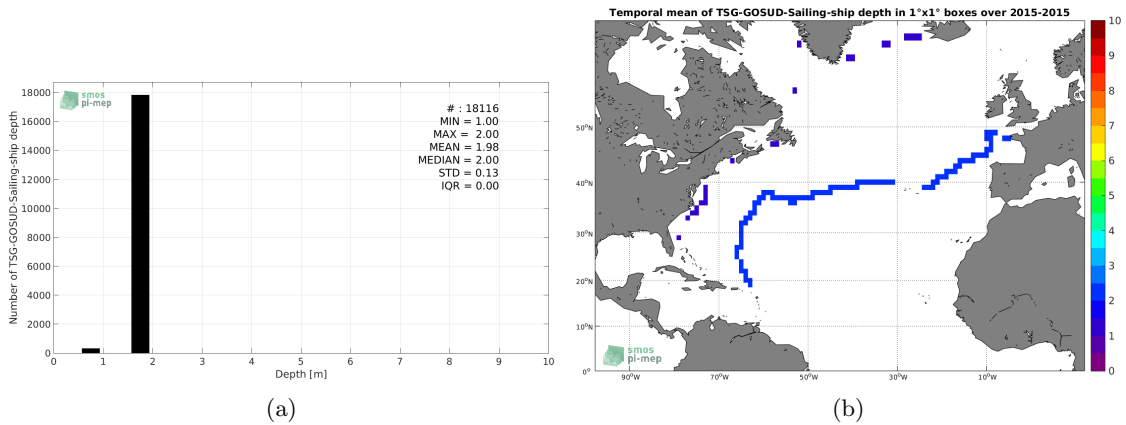 smos
pi-mep
# : 18116
MIN = 1.00
MAX = 2.00
MEAN = 1.98
MEDIAN = 2.00
STD = 0.13
IQR = 0.00
Number of TSG-GOSUD-Sailing-ship depth
18000
16000
14000
12000
10000
8000
6000
4000
2000
0
0 1 2 3 4 5 6 7 8 9 10
Depth [m]
(a)
Temporal mean of TSG-GOSUD-Sailing-ship depth in 1°x1° boxes over 2015-2015
50°N
40°N
30°N
20°N
10°N
0°
90°W 70°W 50°W 30°W 10°W
smos
pi-mep
10
9
8
7
6
5
4
3
2
1
0
(b)